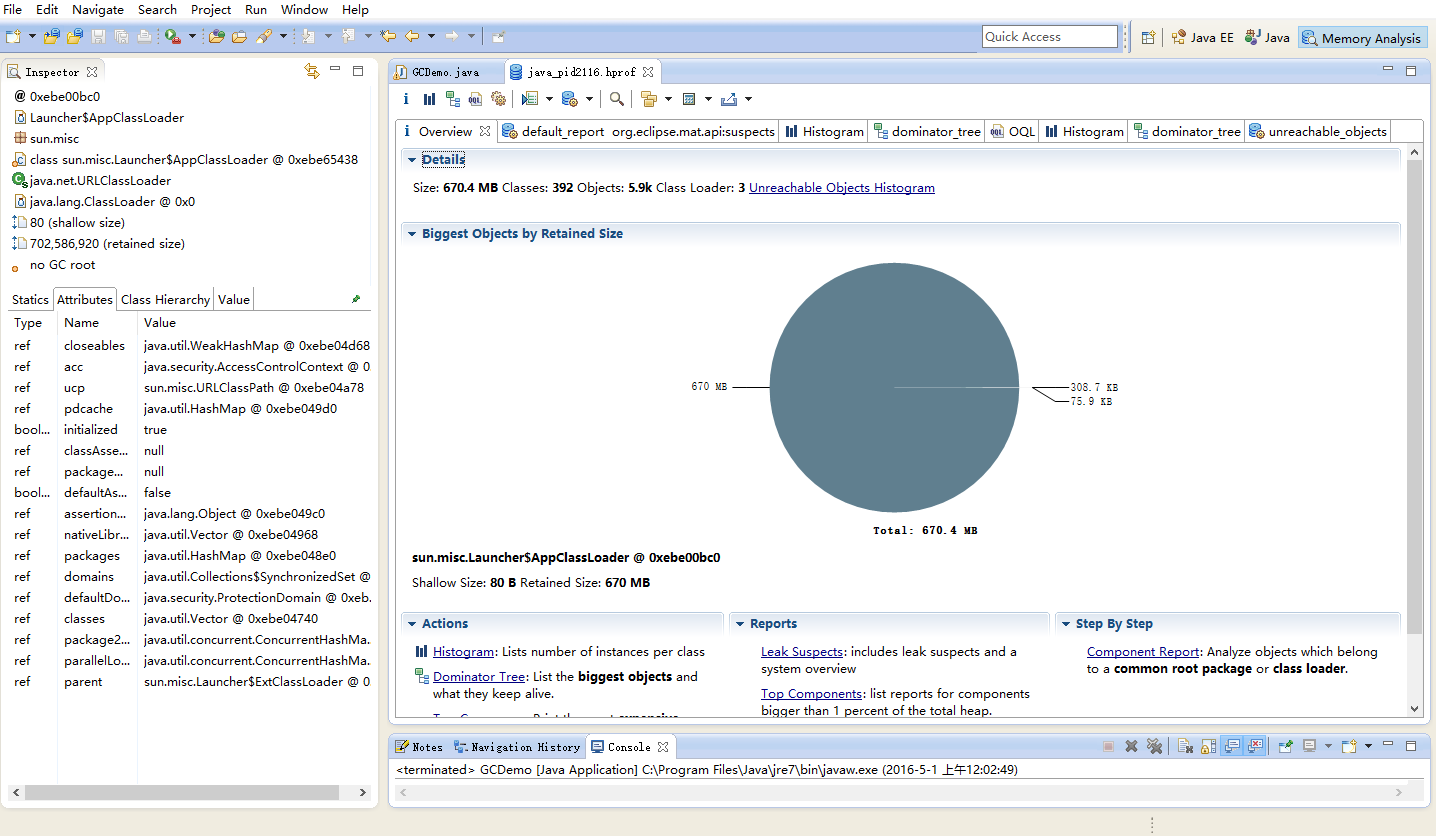 File Edit Navigate Search Project Run Window Help
Quick Access
Java EE
Java
Memory Analysis
Inspector
@ 0xebe00bc0
Launcher$AppClassLoader
sun.misc
class sun.misc.Launcher$AppClassLoader @ 0xebe65438
java.net.URLClassLoader
java.lang.ClassLoader @ 0x0
80 (shallow size)
702,586,920 (retained size)
no GC root
Statics Attributes Class Hierarchy Value
Type Name Value
ref closeables java.util.WeakHashMap @ 0xebe04d68
ref acc java.security.AccessControlContext @ 0.
ref ucp sun.misc.URLClassPath @ 0xebe04a78
ref pdcache java.util.HashMap @ 0xebe049d0
bool... initialized true
ref classAsse... null
ref package... null
bool... defaultAs... false
ref assertion... java.lang.Object @ 0xebe049c0
ref nativeLibr... java.util.Vector @ 0xebe04968
ref packages java.util.HashMap @ 0xebe048e0
ref domains java.util.Collections$SynchronizedSet @
ref defaultDo... java.security.ProtectionDomain @ 0xeb.
ref classes java.util.Vector @ 0xebe04740
ref package2... java.util.concurrent.ConcurrentHashMa.
ref parallelLo... java.util.concurrent.ConcurrentHashMa.
ref parent sun.misc.Launcher$ExtClassLoader @ 0.
GCDemo.java java_pid2116.hprof
i OQL
i Overview default_report org.eclipse.mat.api:suspects Histogram dominator_tree OQL OQL Histogram dominator_tree unreachable_objects
Details
Size: 670.4 MB Classes: 392 Objects: 5.9k Class Loader: 3 Unreachable Objects Histogram
Biggest Objects by Retained Size
670 MB
308.7 KB
75.9 KB
Total: 670.4 MB
sun.misc.Launcher$AppClassLoader @ 0xebe00bc0
Shallow Size: 80 B Retained Size: 670 MB
Actions
Histogram: Lists number of instances per class
Dominator Tree: List the biggest objects and
what they keep alive.
Reports
Leak Suspects: includes leak suspects and a
system overview
Top Components: list reports for components
bigger than 1 percent of the total heap.
Step By Step
Component Report: Analyze objects which belong
to a common root package or class loader.
Notes Navigation History Console
<terminated> GCDemo [Java Application] C:\Program Files\Java\jre7\bin\javaw.exe (2016-5-1 上午12:02:49)